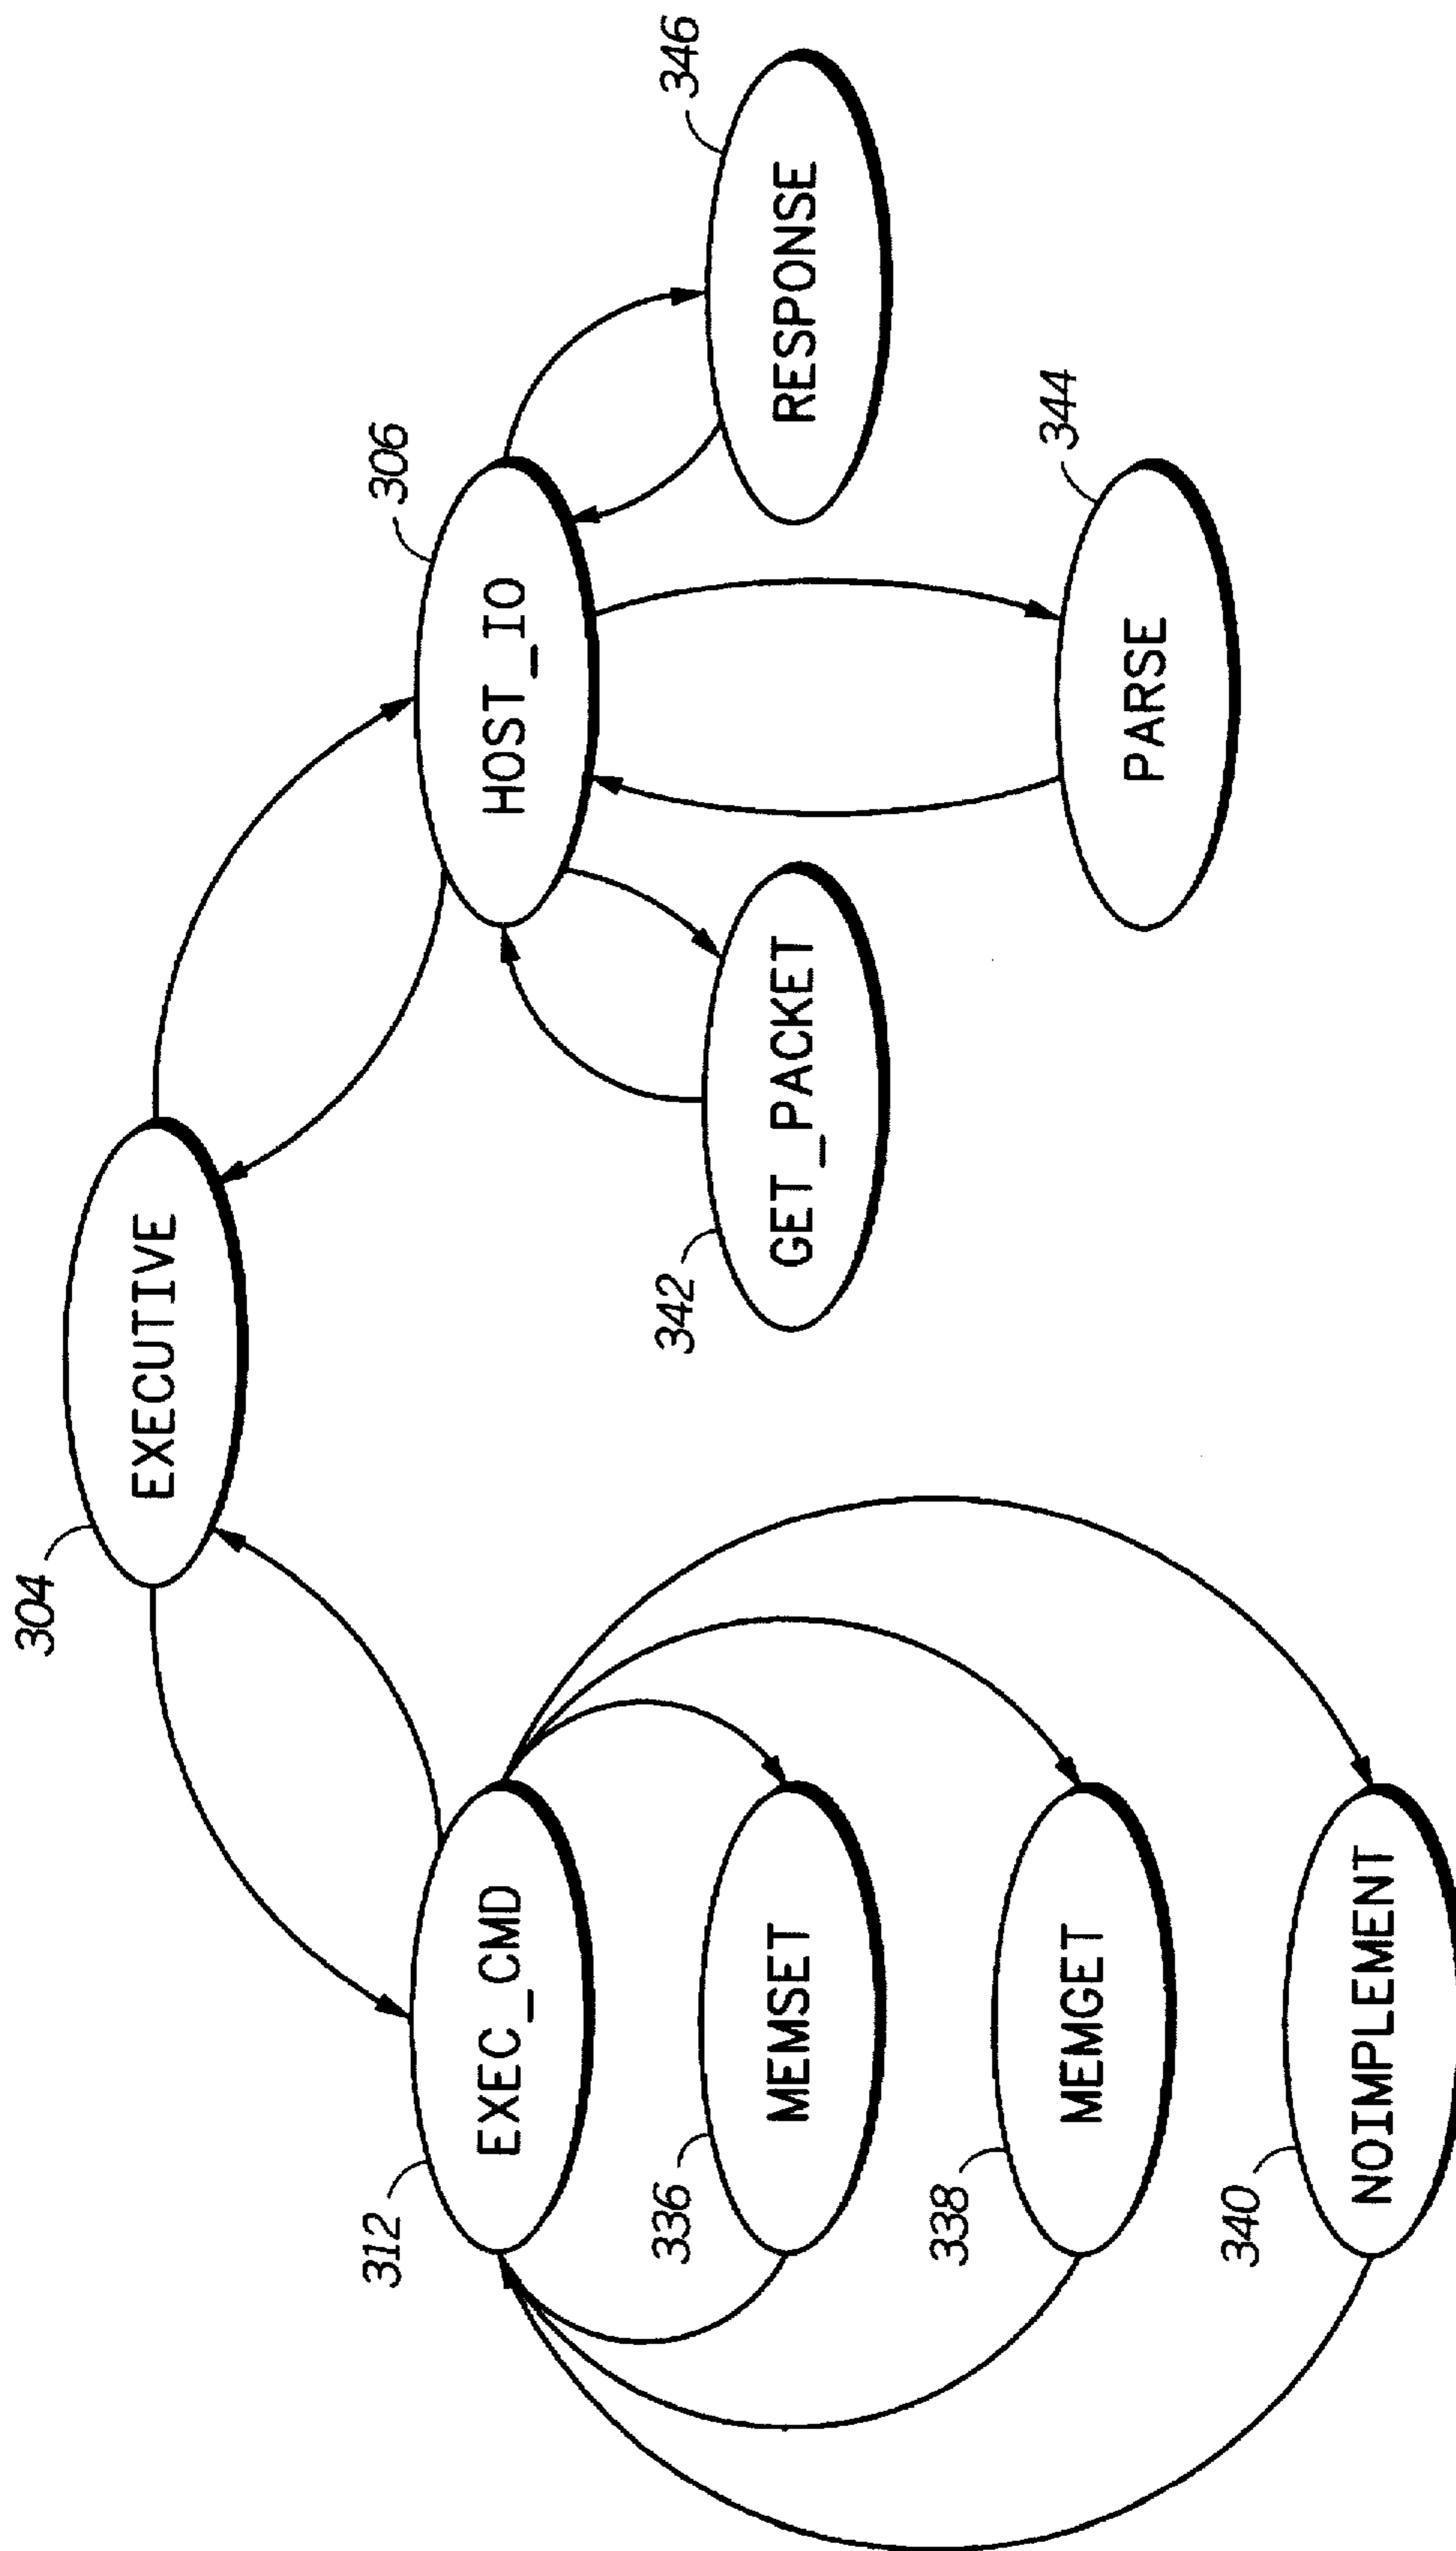 304
EXECUTIVE
312
EXEC_CMD
HOST_IO
306
336
MEMSET
342
GET_PACKET
RESPONSE
346
338
MEMGET
PARSE
344
340
NOIMPLEMENT